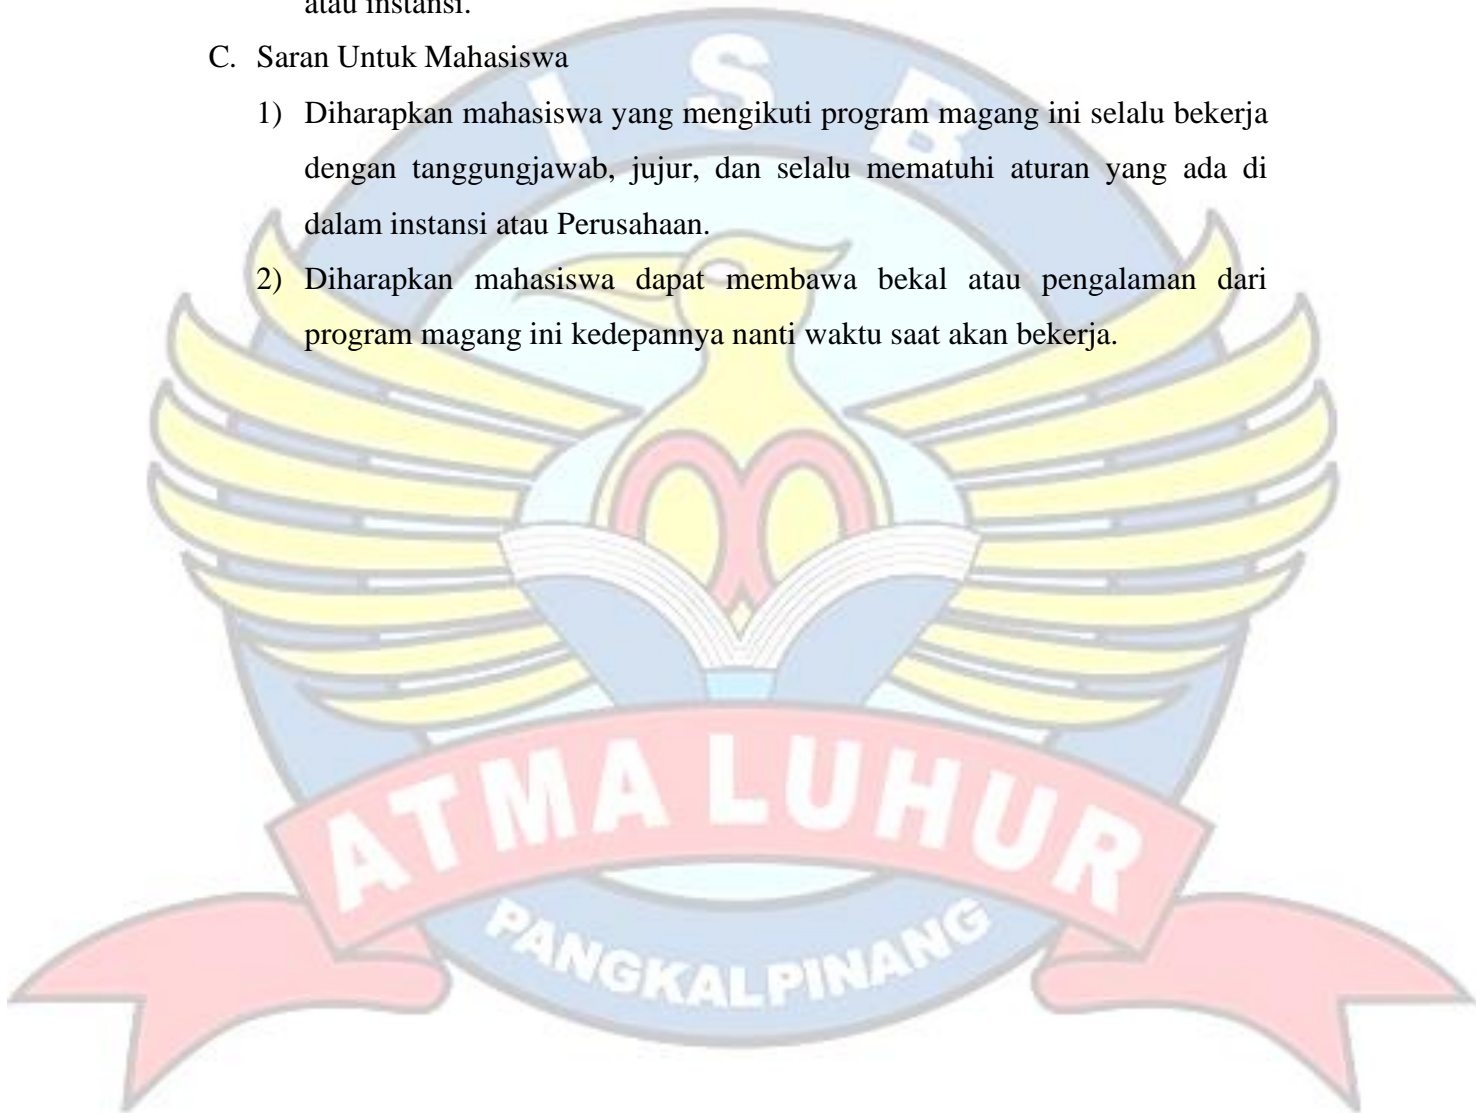 atau instansi.
C. Saran Untuk Mahasiswa
1) Diharapkan mahasiswa yang mengikuti program magang ini selalu bekerja
dengan tanggungjawab, jujur, dan selalu mematuhi aturan yang ada di
dalam instansi atau Perusahaan.
2) Diharapkan mahasiswa dapat membawa bekal atau pengalaman dari
program magang ini kedepannya nanti waktu saat akan bekerja.
I S B
ATMA LUHUR
PANGKALPINANG